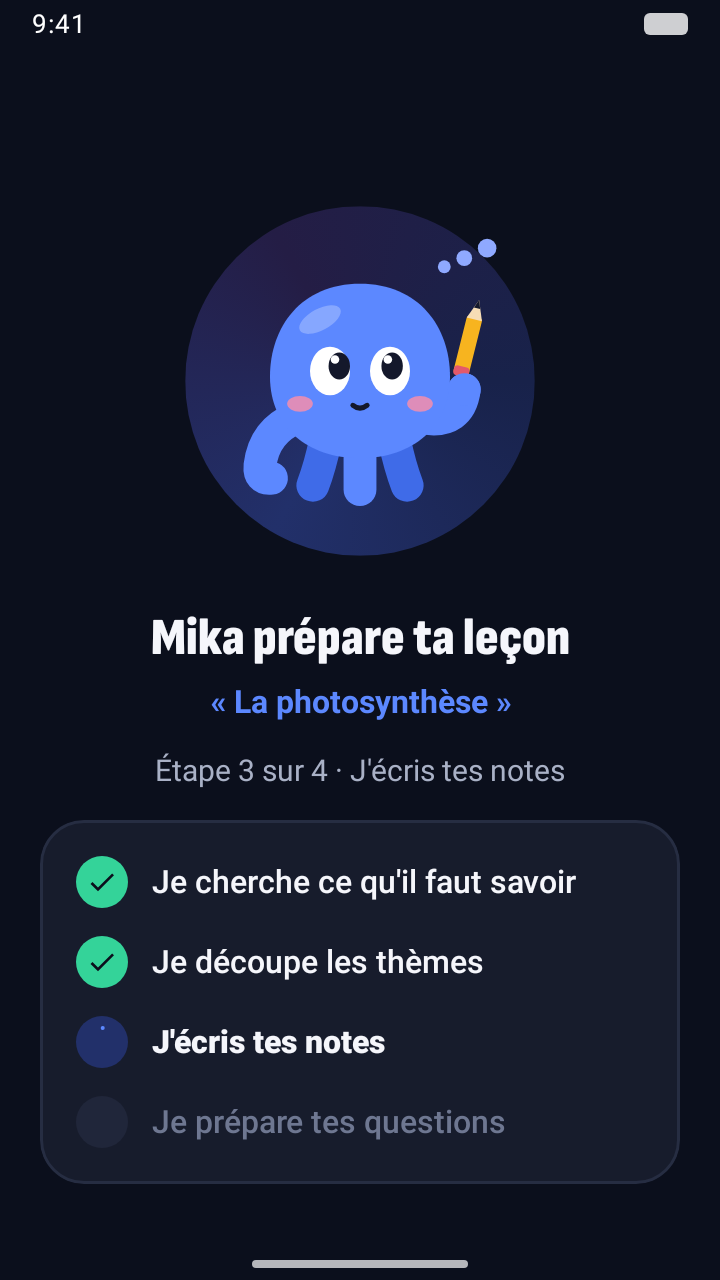 9:41
Mika prépare ta leçon
« La photosynthèse »
Étape 3 sur 4 · J'écris tes notes
Je cherche ce qu'il faut savoir
Je découpe les thèmes
J'écris tes notes
Je prépare tes questions